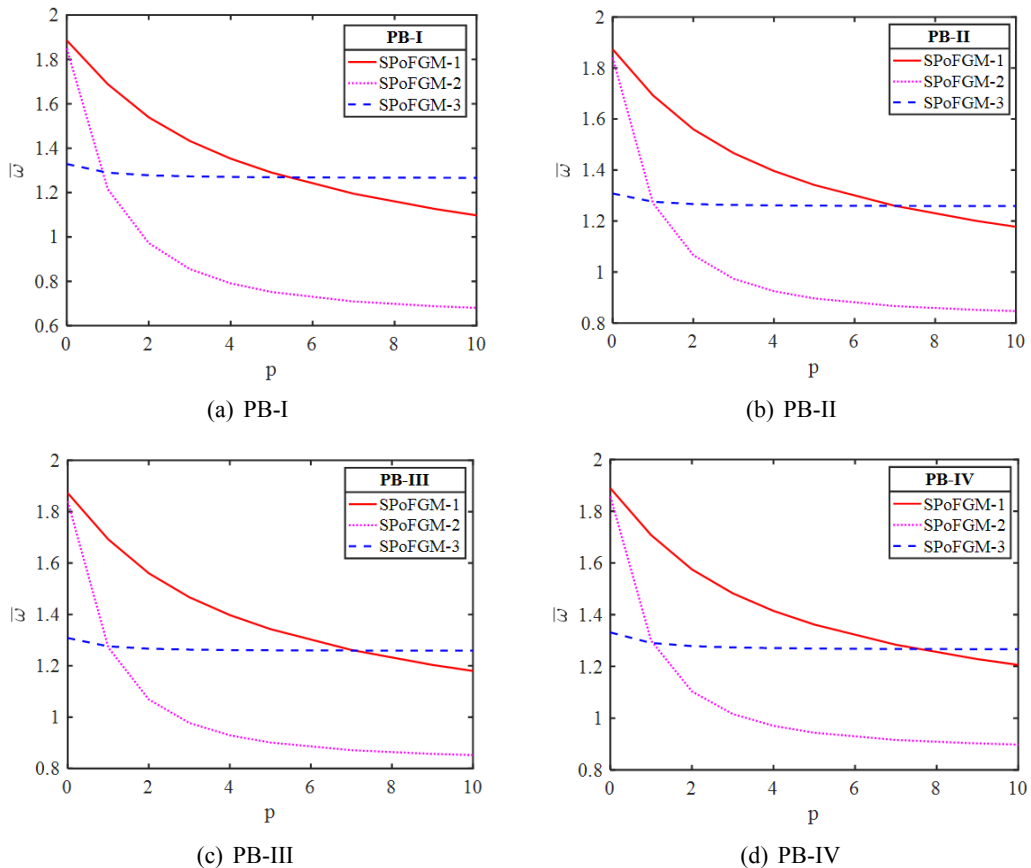 2
1.8
1.6
1.4
1.2
1
0.8
0.6
ω̅
PB-I
SPoFGM-1
SPoFGM-2
SPoFGM-3
0 2 4 6 8 10
p
(a) PB-I
2
1.8
1.6
1.4
1.2
1
0.8
ω̅
PB-II
SPoFGM-1
SPoFGM-2
SPoFGM-3
0 2 4 6 8 10
p
(b) PB-II
2
1.8
1.6
1.4
1.2
1
0.8
ω̅
PB-III
SPoFGM-1
SPoFGM-2
SPoFGM-3
0 2 4 6 8 10
p
(c) PB-III
2
1.8
1.6
1.4
1.2
1
0.8
ω̅
PB-IV
SPoFGM-1
SPoFGM-2
SPoFGM-3
0 2 4 6 8 10
p
(d) PB-IV